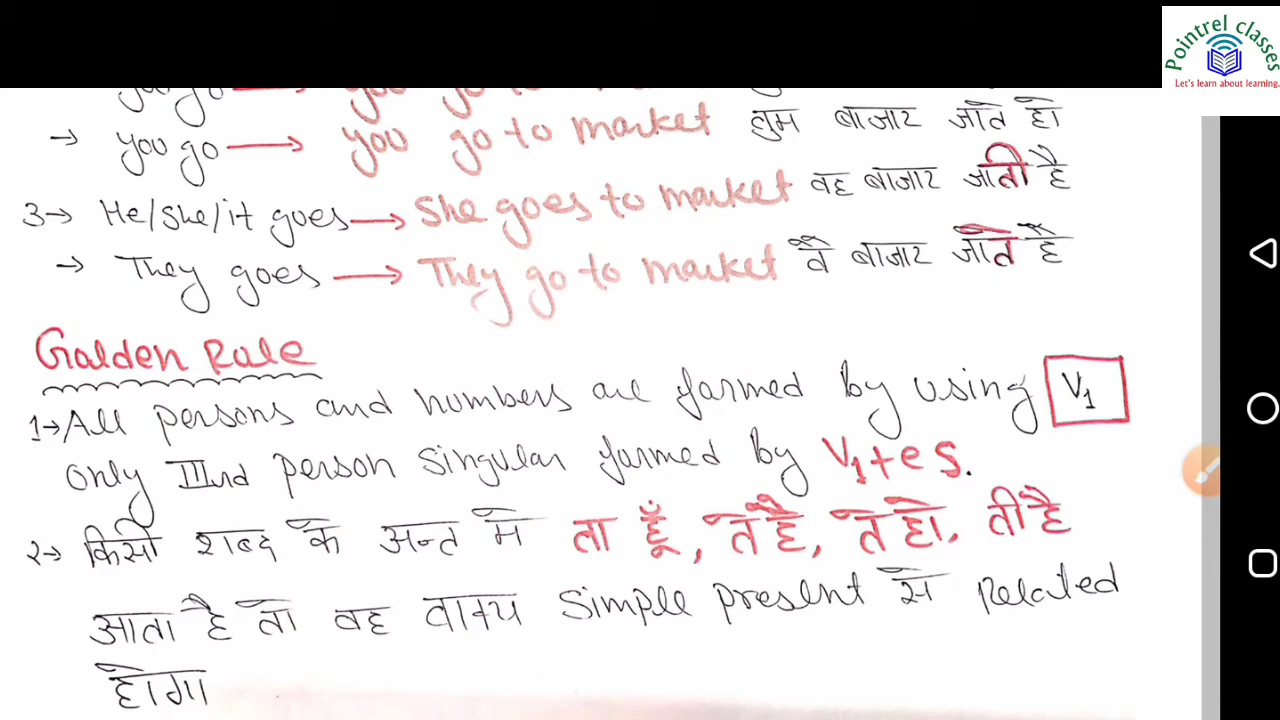 Pointrel classes
Let's learn about learning.
→ you go → you go to market तुम बाजार जाते हो
3→ He/she/it goes → She goes to market वह बाजार जाती है
→ They goes → They go to market वे बाजार जाते है
Golden Rule
1→ All persons and numbers are formed by using V1
only IIIrd person singular formed by V1+es.
2→ किसी शब्द के अन्त मे ता हूँ, ते है, ते हो, ती है
आता है तो वह वाक्य simple present से Related
होगा